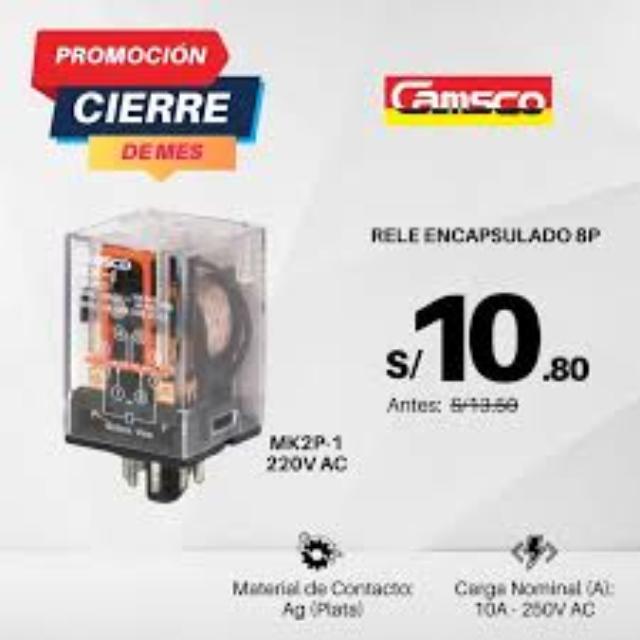 PROMOCIÓN
CIERRE
DE MES
Camsco
RELE ENCAPSULADO 8P
S/10.80
Antes: S/13.50
MK2P-1
220V AC
Material de Contacto:
Ag (Plata)
Carga Nominal (A):
10A - 250V AC